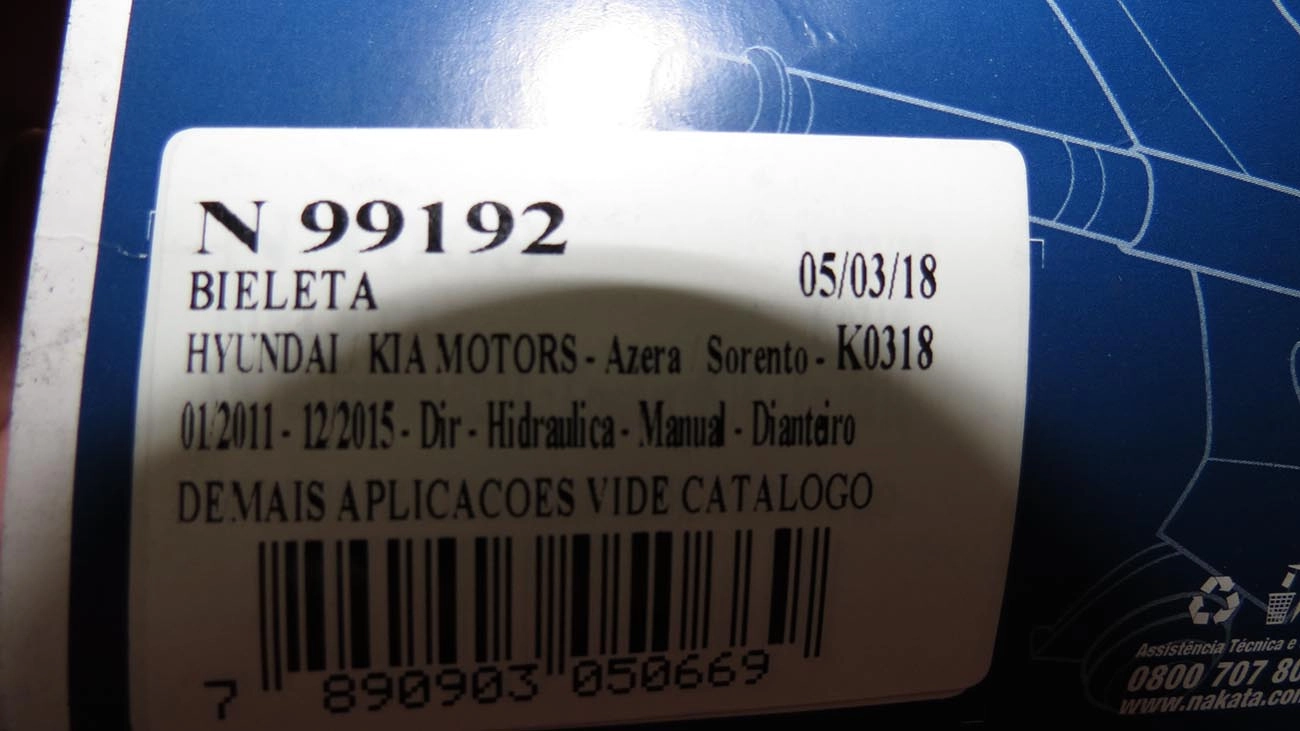 N 99192
BIELETA 05/03/18
HYUNDAI KIA MOTORS - Azera Sorento - K0318
01/2011 - 12/2015 - Dir - Hidraulica - Manual - Dianteiro
DEMAIS APLICACOES VIDE CATALOGO
7 890903 050669
Assistência Técnica e
0800 707 80
www.nakata.com